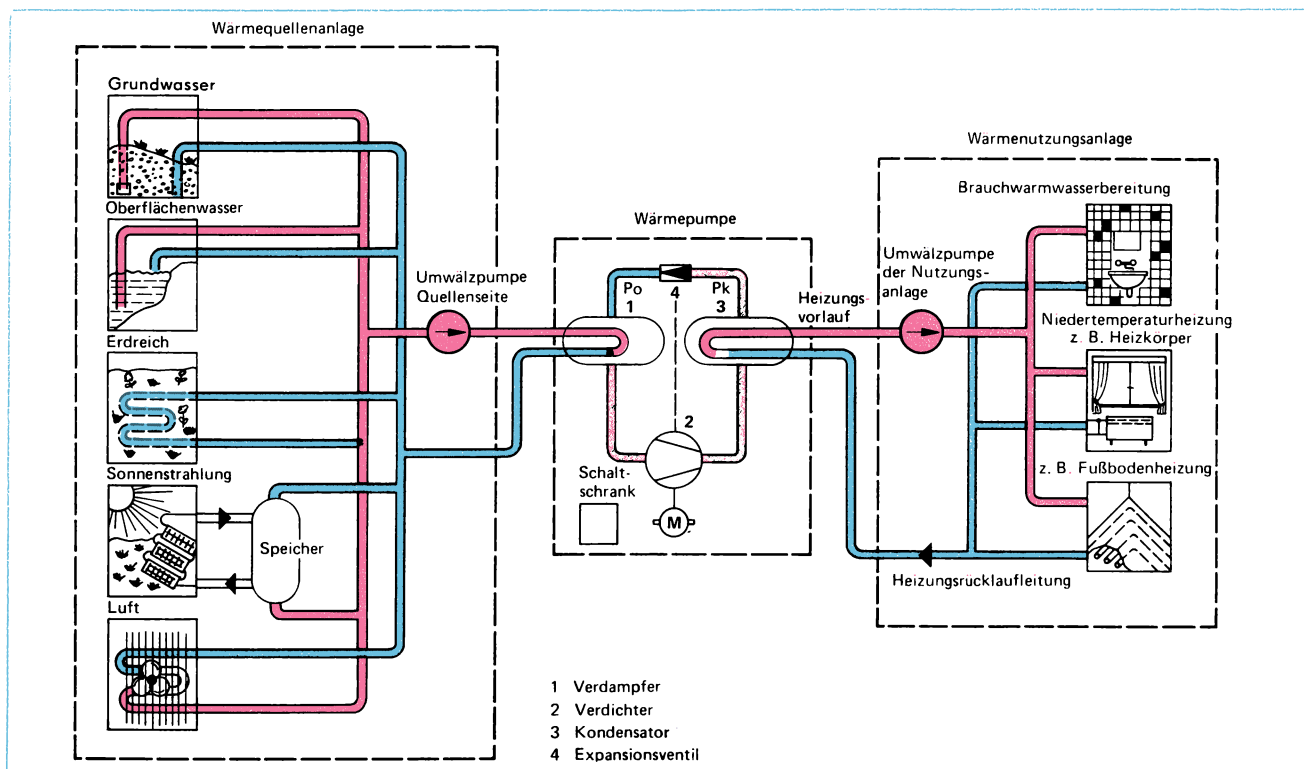 Wärmequellenanlage
Grundwasser
Oberflächenwasser
Erdreich
Sonnenstrahlung
Speicher
Luft
Umwälzpumpe
Quellenseite
Wärmepumpe
Po
1
4
Pk
3
2
Schalt-
schrank
M
Heizungs-
vorlauf
Wärmenutzungsanlage
Brauchwarmwasserbereitung
Umwälzpumpe
der Nutzungs-
anlage
Niedertemperaturheizung
z. B. Heizkörper
z. B. Fußbodenheizung
Heizungsrücklaufleitung
1 Verdampfer
2 Verdichter
3 Kondensator
4 Expansionsventil